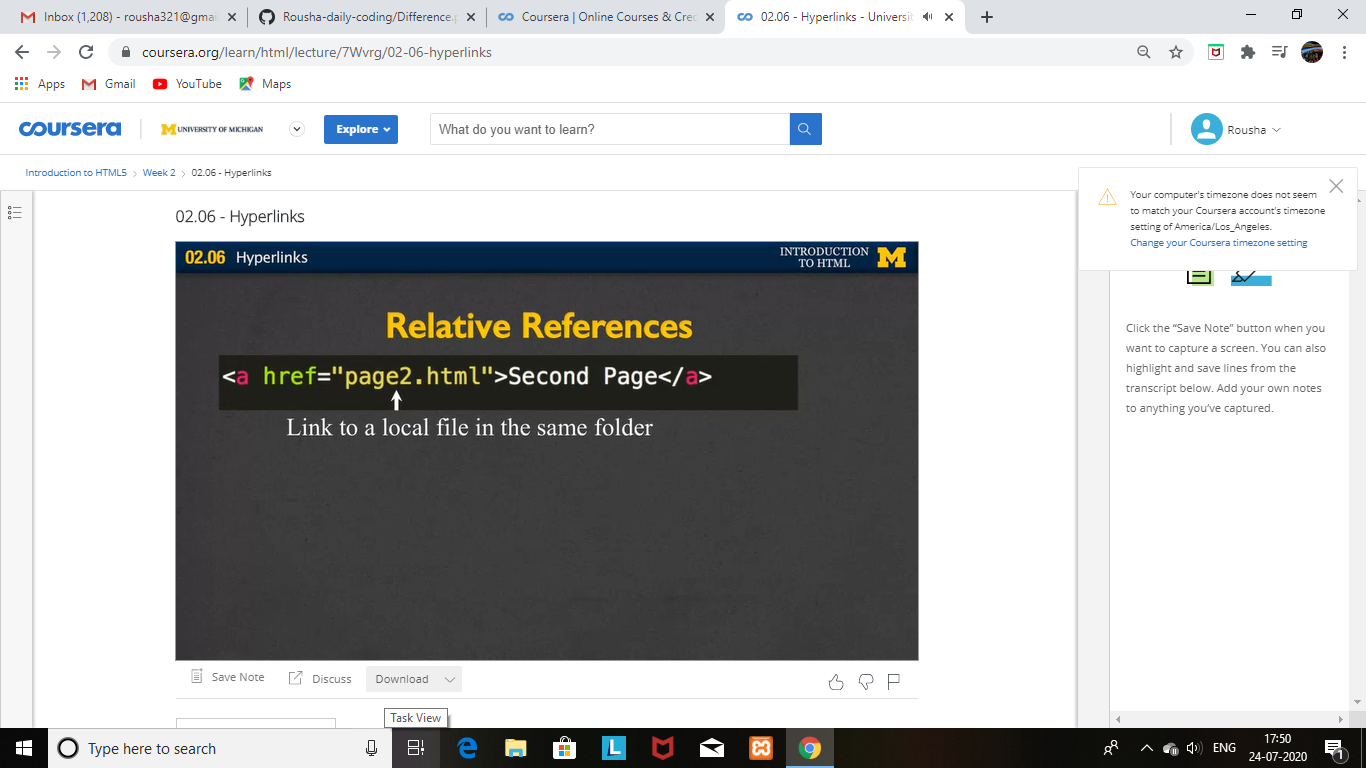 Inbox (1,208) - rousha321@gmai
Rousha-daily-coding/Difference.p
Coursera | Online Courses & Cred
02.06 - Hyperlinks - Universit
coursera.org/learn/html/lecture/7Wvrg/02-06-hyperlinks
Apps Gmail YouTube Maps
coursera
M UNIVERSITY OF MICHIGAN
Explore
What do you want to learn?
Rousha
Introduction to HTML5 > Week 2 > 02.06 - Hyperlinks
Your computer's timezone does not seem
to match your Coursera account's timezone
setting of America/Los_Angeles.
Change your Coursera timezone setting
02.06 - Hyperlinks
02.06 Hyperlinks
INTRODUCTION
TO HTML
M
Relative References
<a href="page2.html">Second Page</a>
Link to a local file in the same folder
Click the “Save Note” button when you
want to capture a screen. You can also
highlight and save lines from the
transcript below. Add your own notes
to anything you’ve captured.
Save Note
Discuss
Download
Task View
Type here to search
L
ENG
17:50
24-07-2020
1